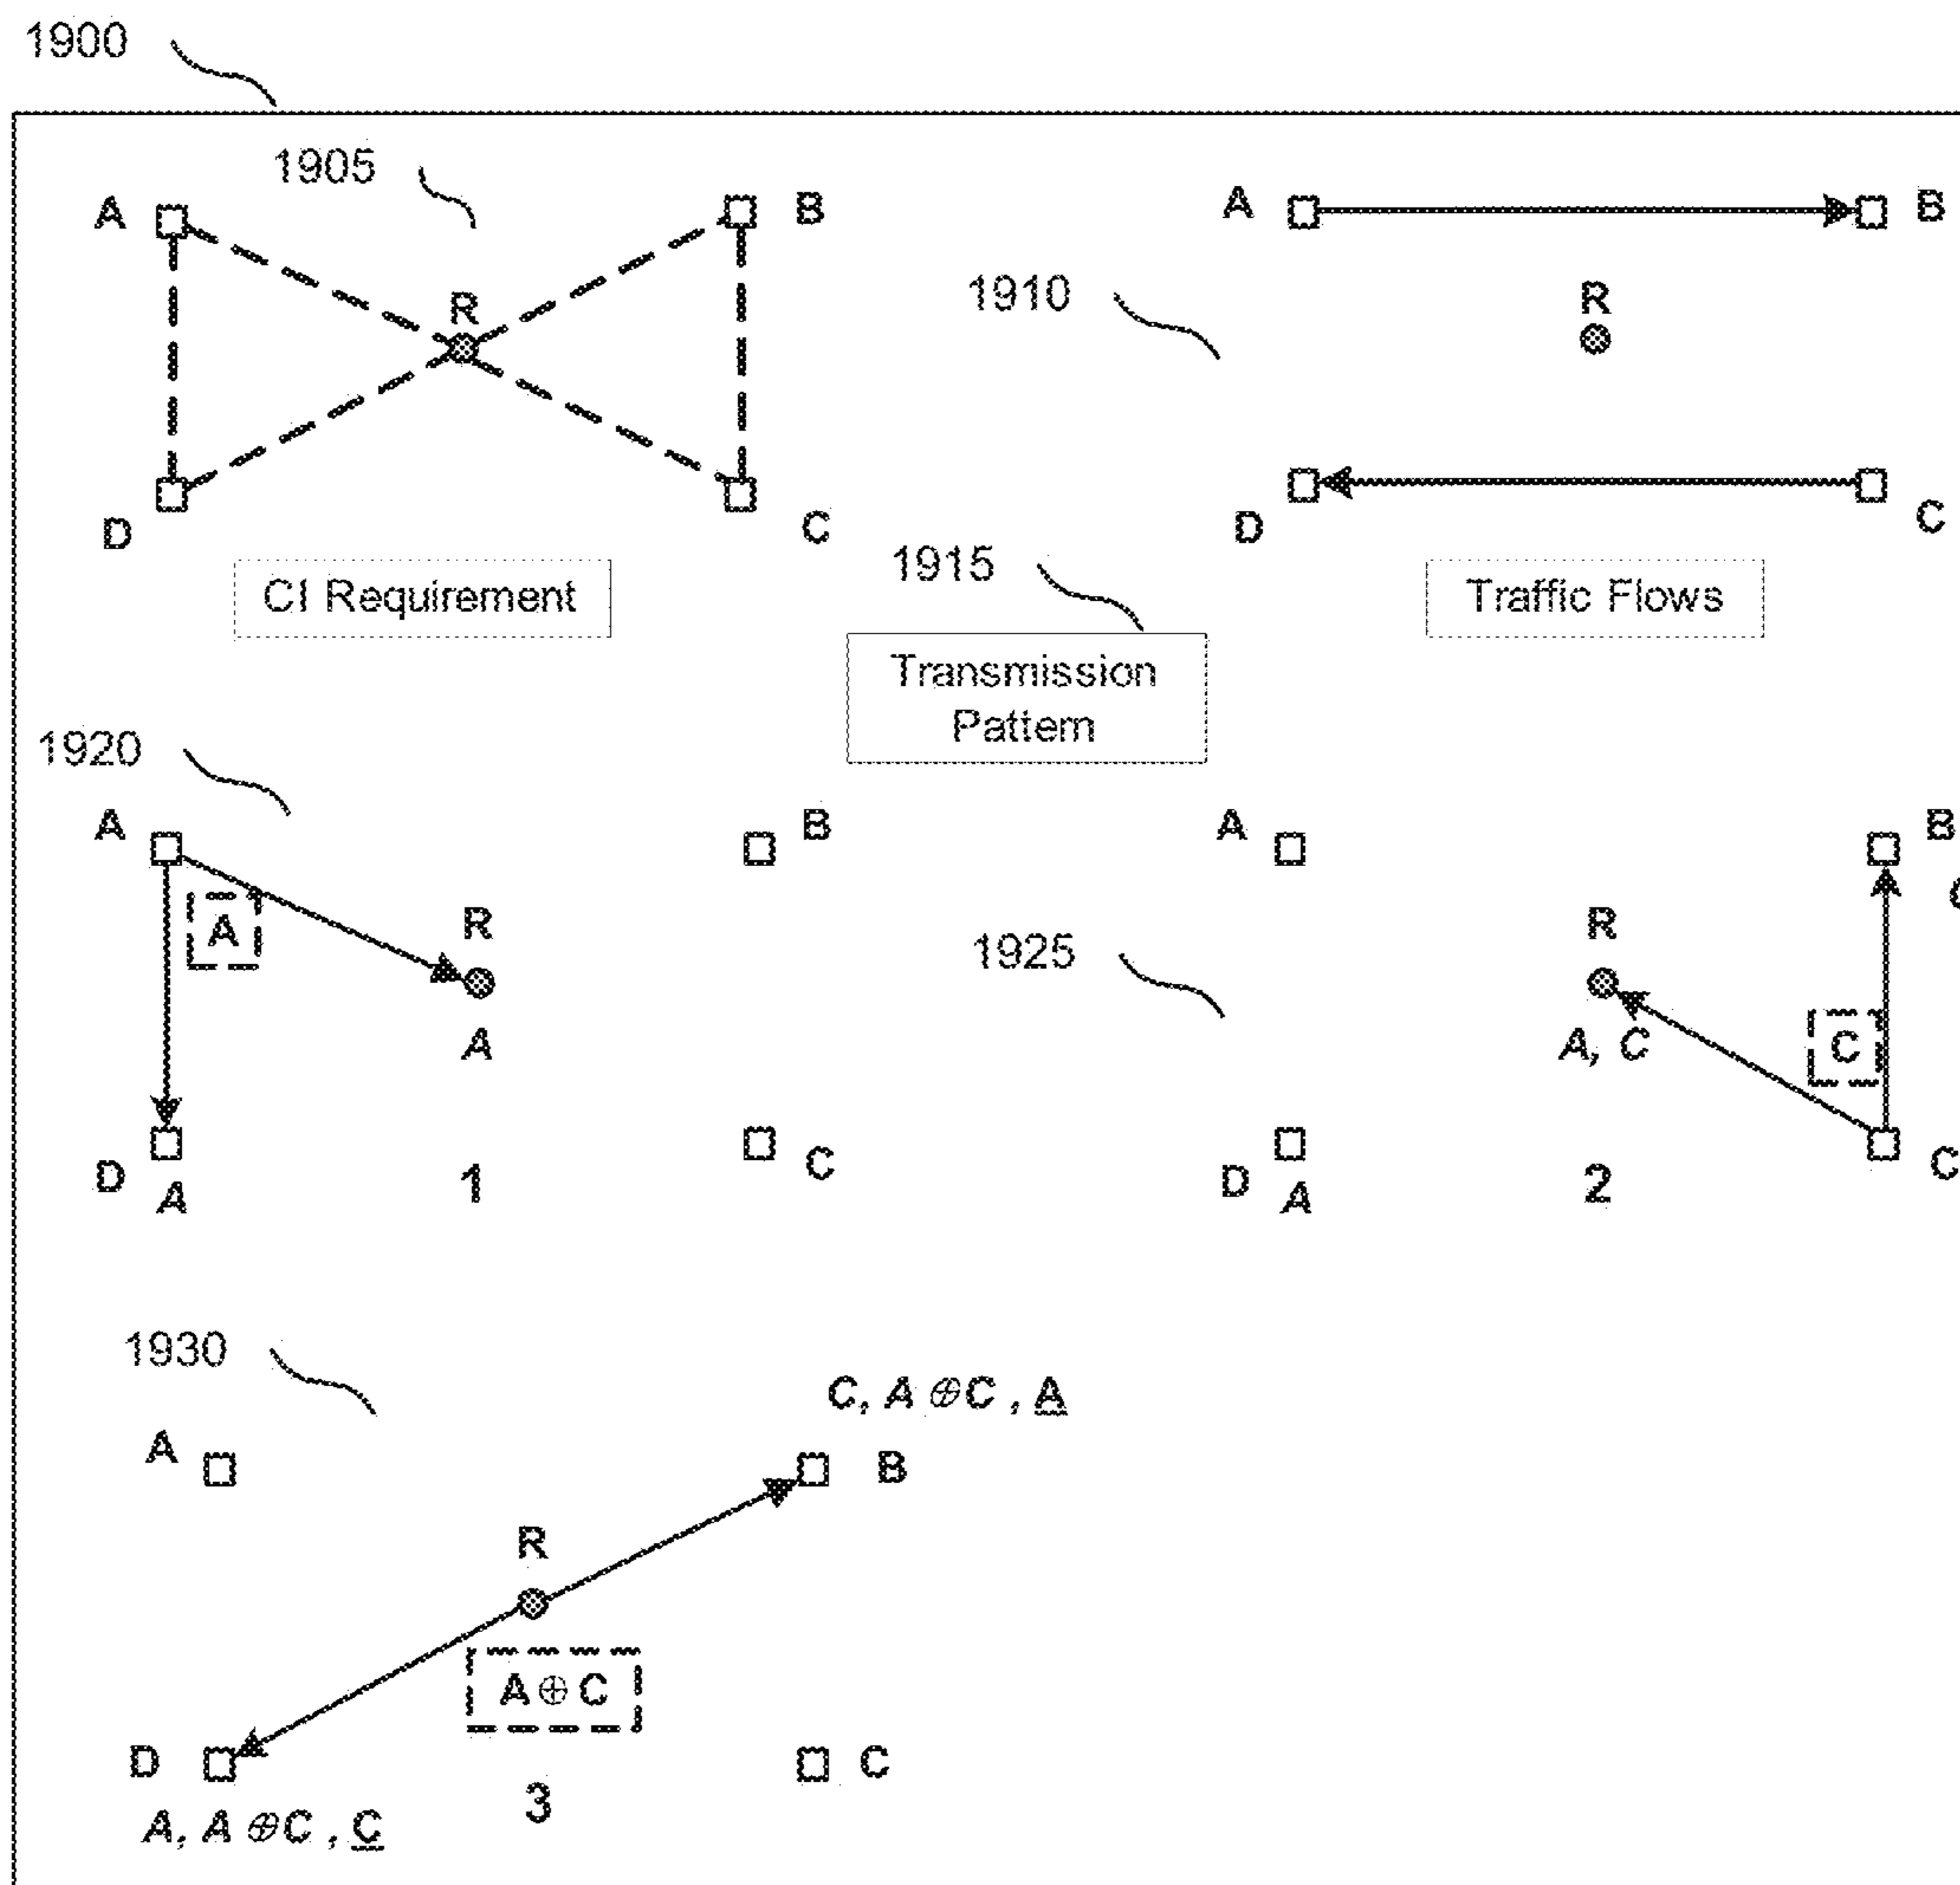 1900
1905
A
B
R
D
C
CI Requirement
A
B
1910
R
D
C
Traffic Flows
1915
Transmission
Pattern
1920
A
B
A
R
A
D
A
1
C
A
B
1925
R
A, C
C
D
A
2
C
1930
C, A ⊕C , A
A
B
R
A ⊕ C
D
C
A, A ⊕C , C
3